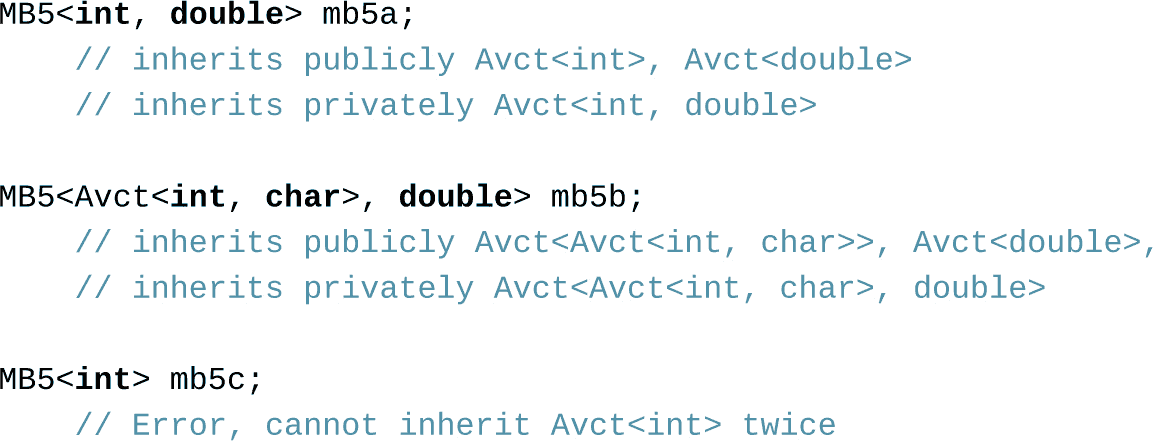 MB5<int, double> mb5a;
// inherits publicly Avct<int>, Avct<double>
// inherits privately Avct<int, double>
MB5<Avct<int, char>, double> mb5b;
// inherits publicly Avct<Avct<int, char>>, Avct<double>,
// inherits privately Avct<Avct<int, char>, double>
MB5<int> mb5c;
// Error, cannot inherit Avct<int> twice